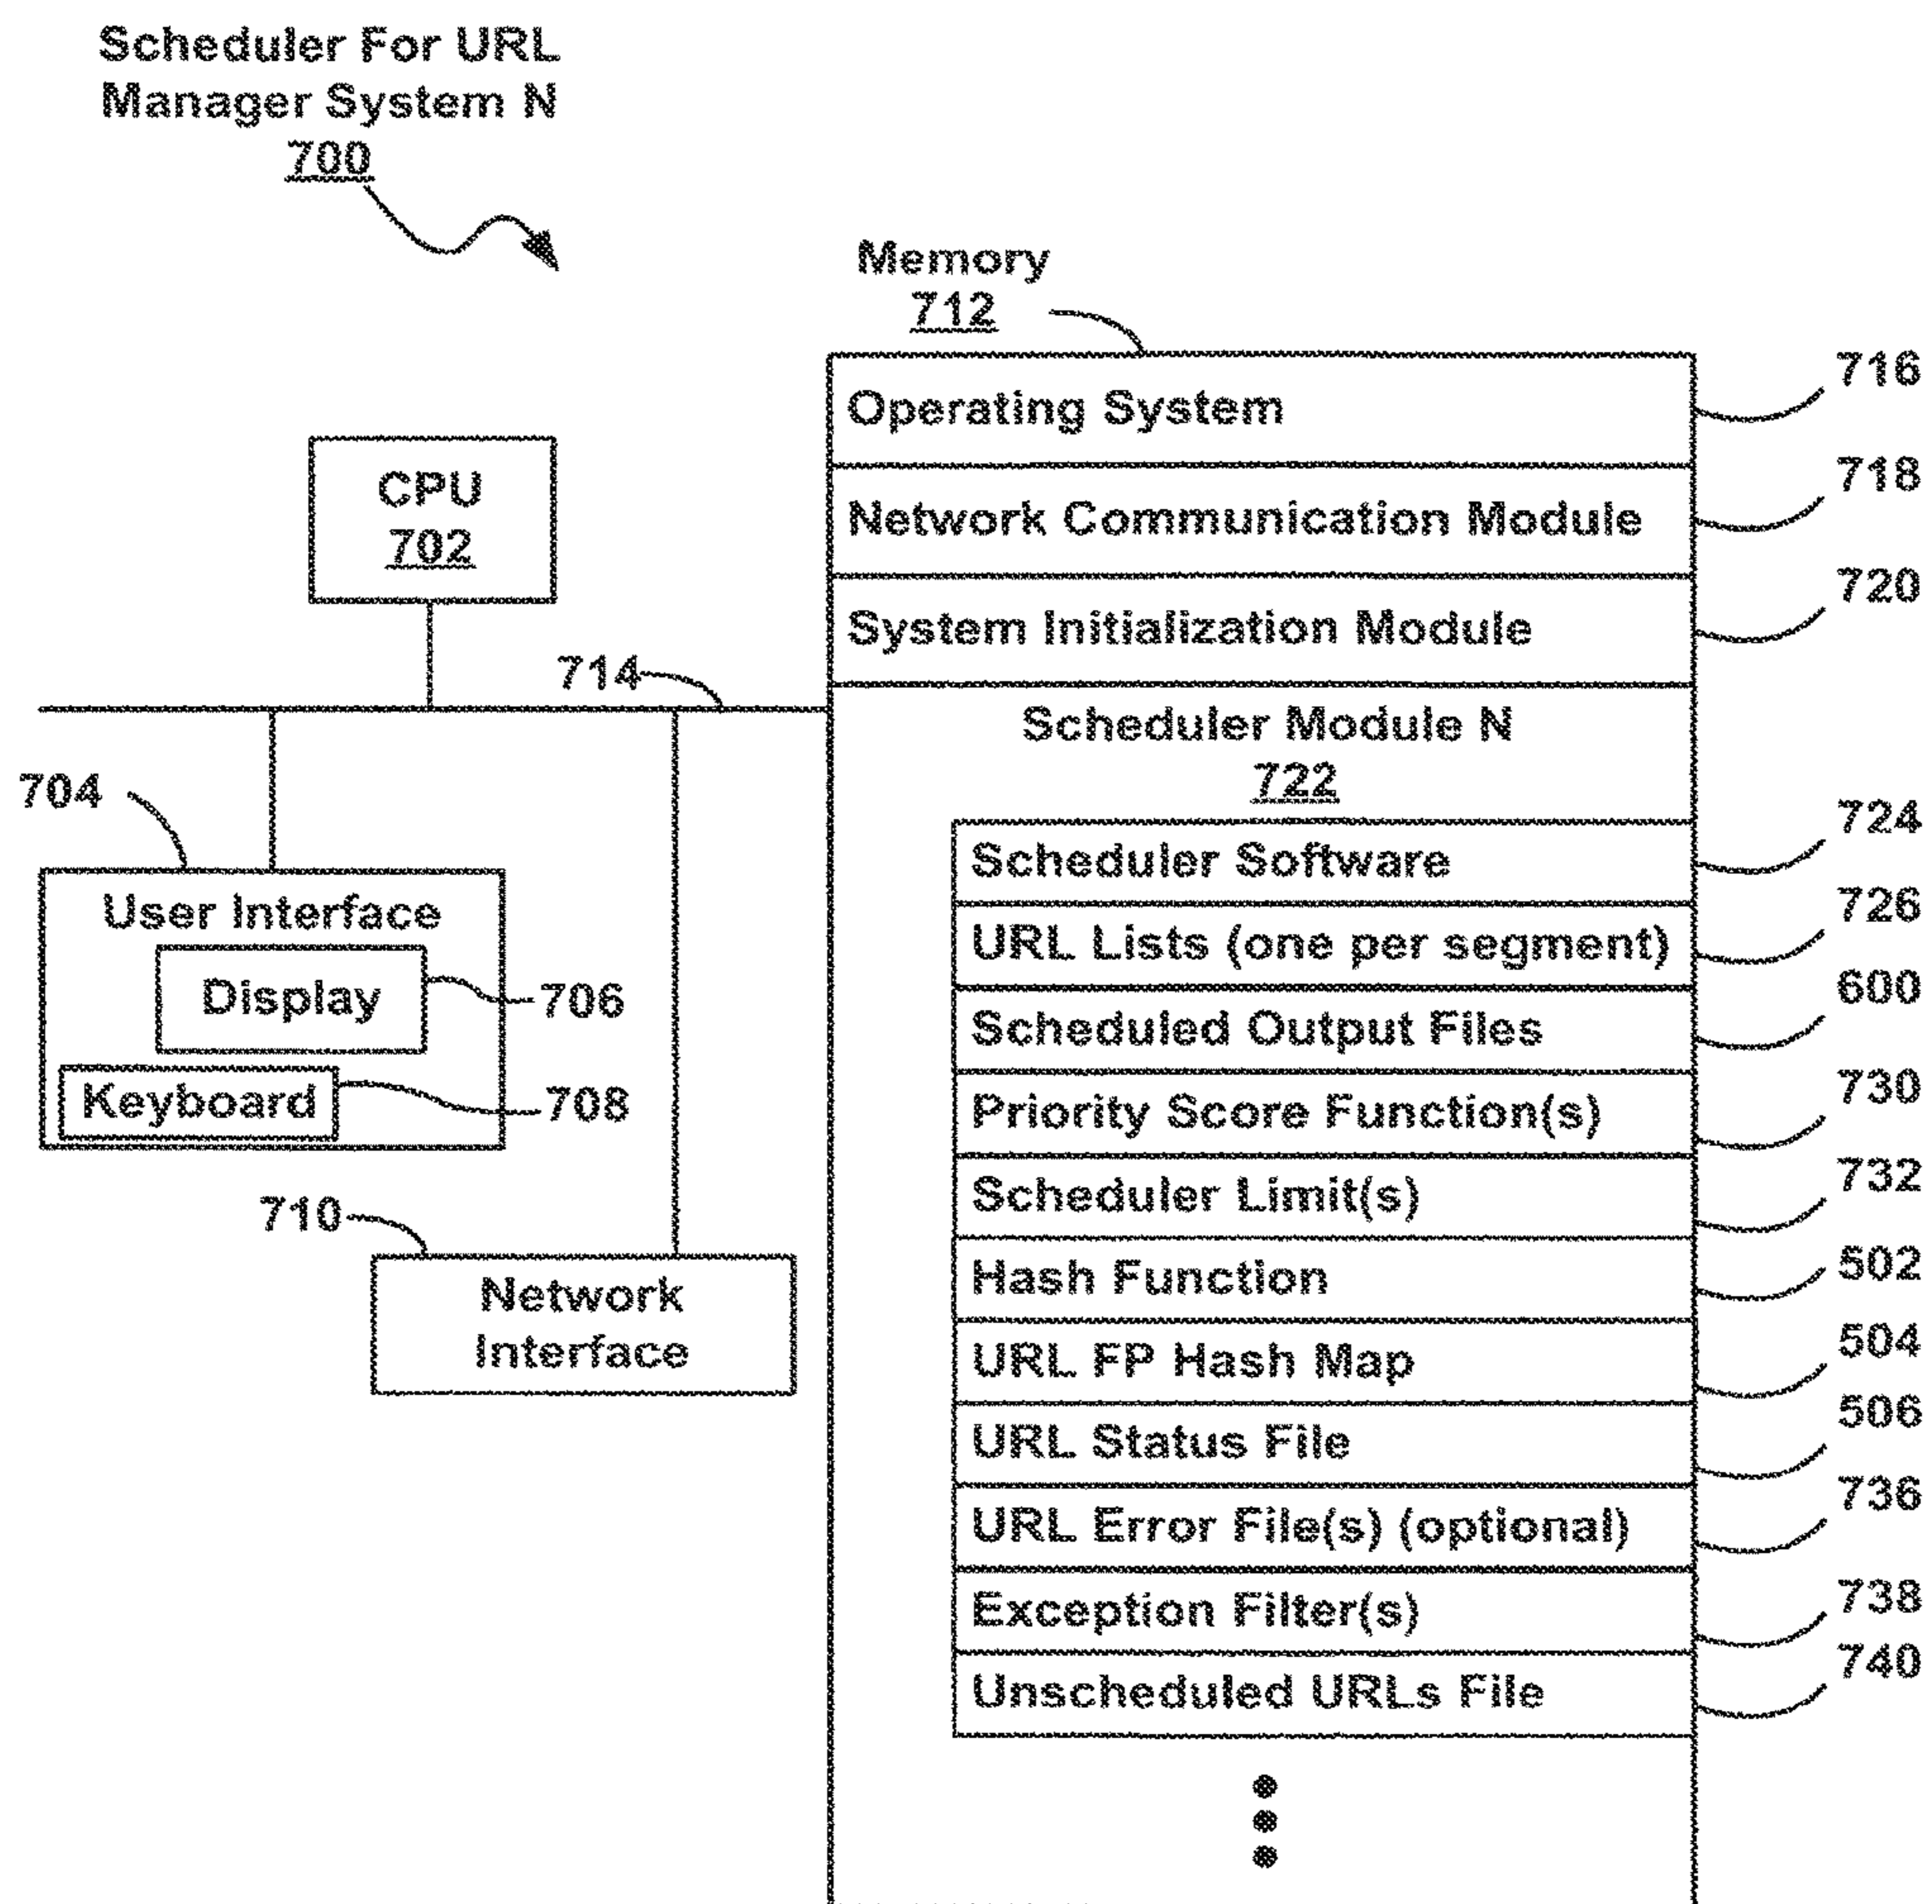 Scheduler For URL
Manager System N
700
Memory
712
Operating System
716
Network Communication Module
718
System Initialization Module
720
CPU
702
714
Scheduler Module N
722
704
User Interface
Display
706
Keyboard
708
710
Network
Interface
Scheduler Software
724
URL Lists (one per segment)
726
Scheduled Output Files
600
Priority Score Function(s)
730
Scheduler Limit(s)
732
Hash Function
502
URL FP Hash Map
504
URL Status File
506
URL Error File(s) (optional)
736
Exception Filter(s)
738
Unscheduled URLs File
740